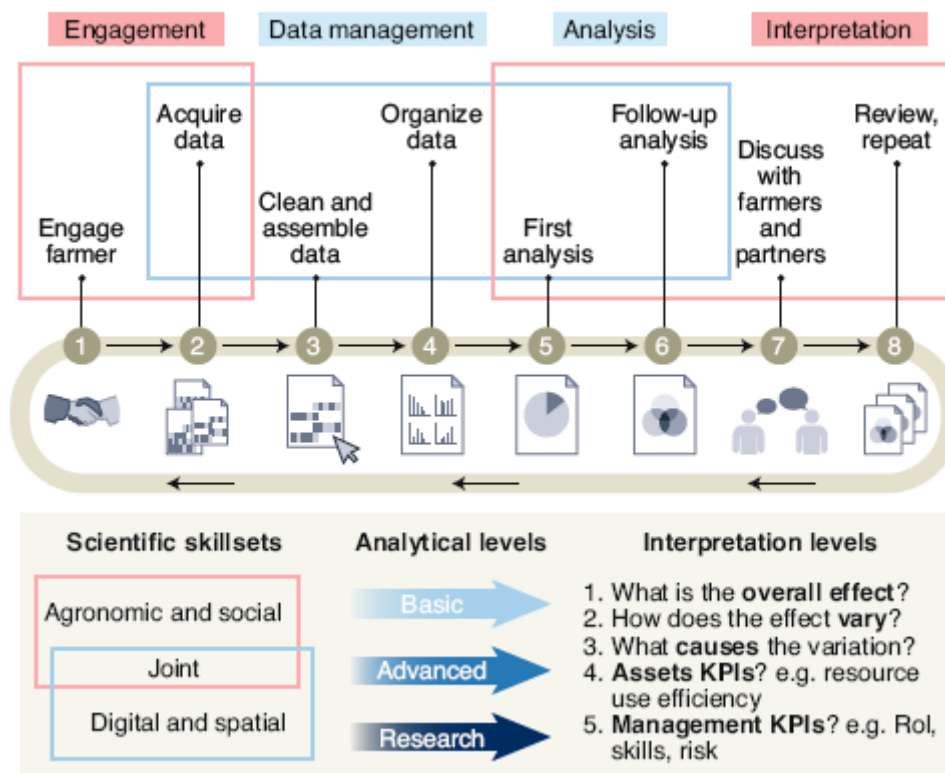 Engagement
Data management
Analysis
Interpretation
Acquire
data
Organize
data
Follow-up
analysis
Review,
repeat
Engage
farmer
Clean and
assemble
data
First
analysis
Discuss
with
farmers
and
partners
1
2
3
4
5
6
7
8
Scientific skillsets
Agronomic and social
Joint
Digital and spatial
Analytical levels
Basic
Advanced
Research
Interpretation levels
1. What is the overall effect?
2. How does the effect vary?
3. What causes the variation?
4. Assets KPIs? e.g. resource
use efficiency
5. Management KPIs? e.g. RoI,
skills, risk